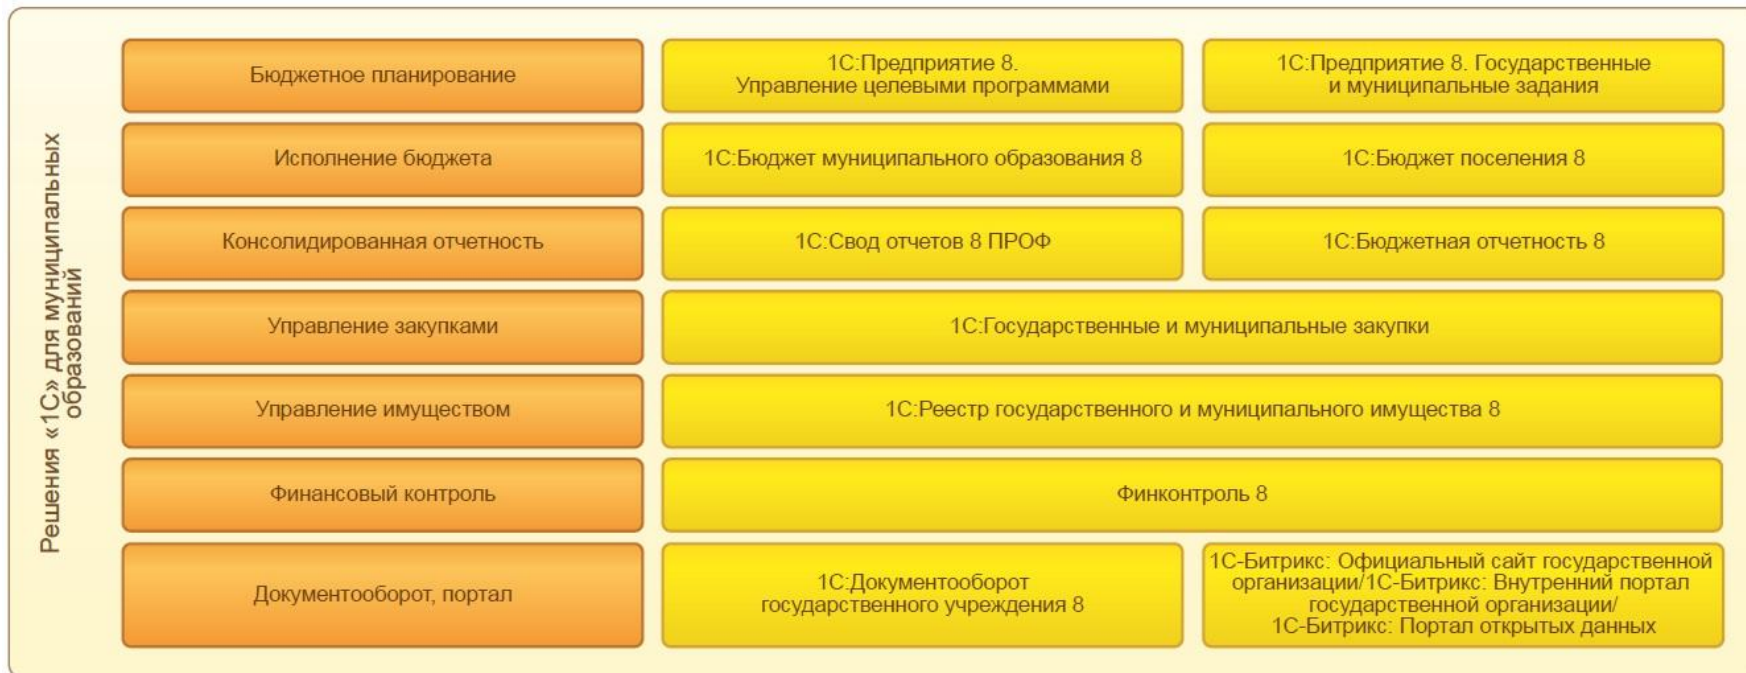 Решения «1С» для муниципальных
образований
Бюджетное планирование
1С:Предприятие 8.
Управление целевыми программами
1С:Предприятие 8. Государственные
и муниципальные задания
Исполнение бюджета
1С:Бюджет муниципального образования 8
1С:Бюджет поселения 8
Консолидированная отчетность
1С:Свод отчетов 8 ПРОФ
1С:Бюджетная отчетность 8
Управление закупками
1С:Государственные и муниципальные закупки
Управление имуществом
1С:Реестр государственного и муниципального имущества 8
Финансовый контроль
Финконтроль 8
Документооборот, портал
1С:Документооборот
государственного учреждения 8
1С-Битрикс: Официальный сайт государственной
организации/1С-Битрикс: Внутренний портал
государственной организации/
1С-Битрикс: Портал открытых данных